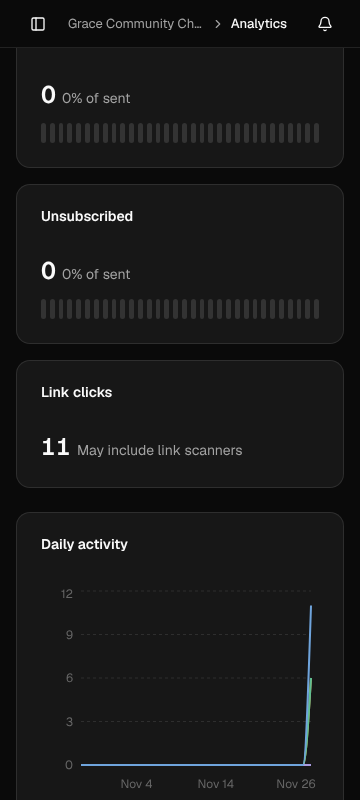 Grace Community Ch... > Analytics
0 0% of sent
Unsubscribed
0 0% of sent
Link clicks
11 May include link scanners
Daily activity
12
9
6
3
0
Nov 4 Nov 14 Nov 26